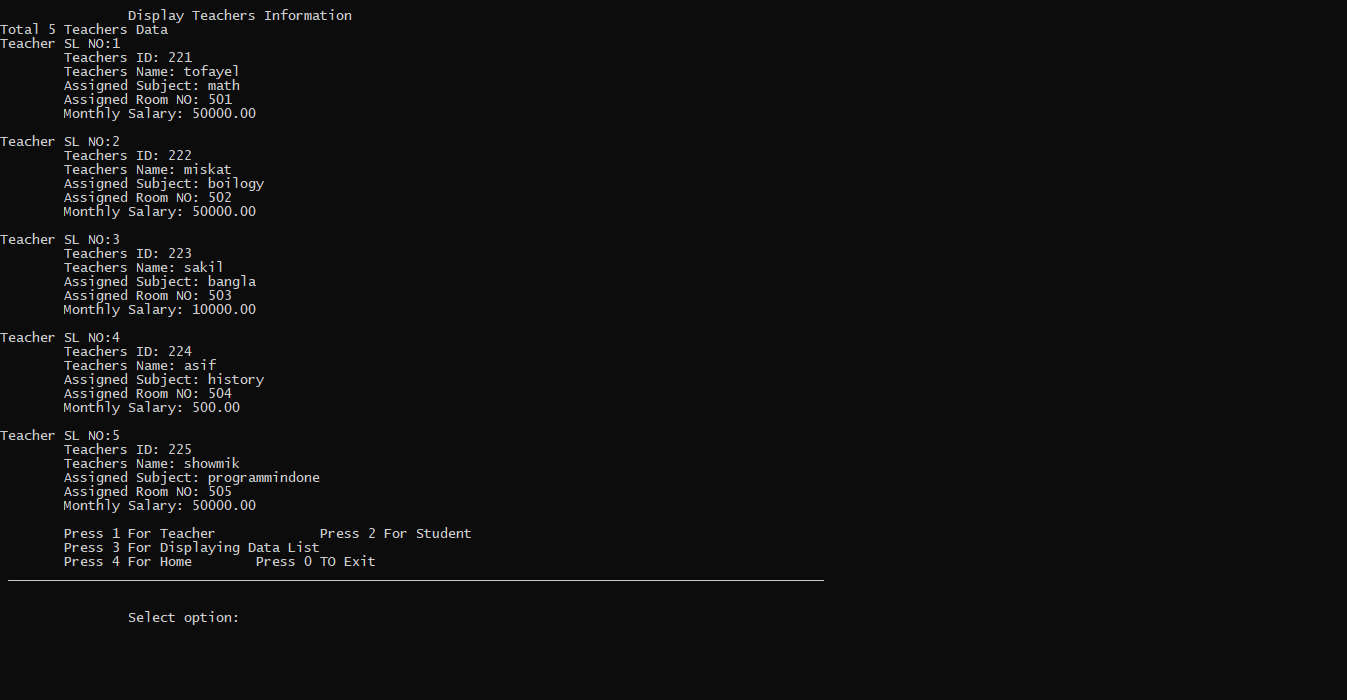 Display Teachers Information
Total 5 Teachers Data
Teacher SL NO:1
Teachers ID: 221
Teachers Name: tofayel
Assigned Subject: math
Assigned Room NO: 501
Monthly Salary: 50000.00
Teacher SL NO:2
Teachers ID: 222
Teachers Name: miskat
Assigned Subject: boilogy
Assigned Room NO: 502
Monthly Salary: 50000.00
Teacher SL NO:3
Teachers ID: 223
Teachers Name: sakil
Assigned Subject: bangla
Assigned Room NO: 503
Monthly Salary: 10000.00
Teacher SL NO:4
Teachers ID: 224
Teachers Name: asif
Assigned Subject: history
Assigned Room NO: 504
Monthly Salary: 500.00
Teacher SL NO:5
Teachers ID: 225
Teachers Name: showmik
Assigned Subject: programmindone
Assigned Room NO: 505
Monthly Salary: 50000.00
Press 1 For Teacher Press 2 For Student
Press 3 For Displaying Data List
Press 4 For Home Press 0 TO Exit
Select option: